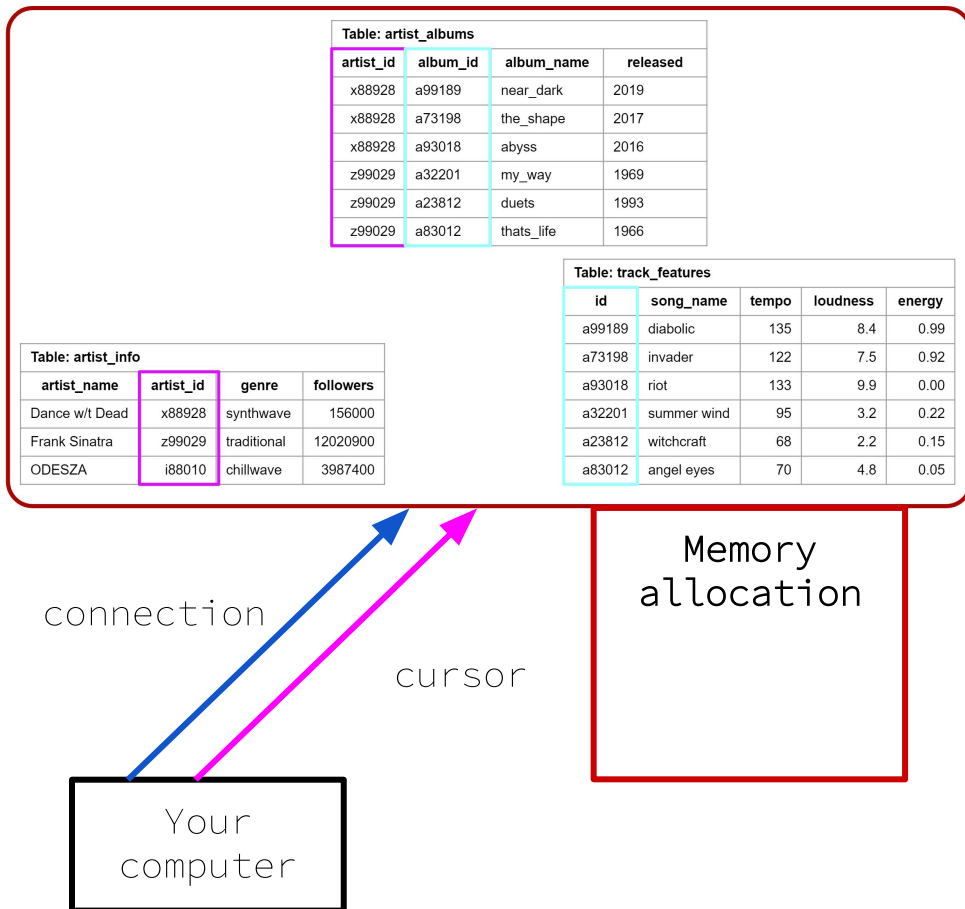 Table: artist_albums
artist_id album_id album_name released
x88928 a99189 near_dark 2019
x88928 a73198 the_shape 2017
x88928 a93018 abyss 2016
z99029 a32201 my_way 1969
z99029 a23812 duets 1993
z99029 a83012 thats_life 1966
Table: track_features
id song_name tempo loudness energy
a99189 diabolic 135 8.4 0.99
a73198 invader 122 7.5 0.92
a93018 riot 133 9.9 0.00
a32201 summer wind 95 3.2 0.22
a23812 witchcraft 68 2.2 0.15
a83012 angel eyes 70 4.8 0.05
Table: artist_info
artist_name artist_id genre followers
Dance w/t Dead x88928 synthwave 156000
Frank Sinatra z99029 traditional 12020900
ODESZA i88010 chillwave 3987400
Memory
allocation
connection
cursor
Your
computer